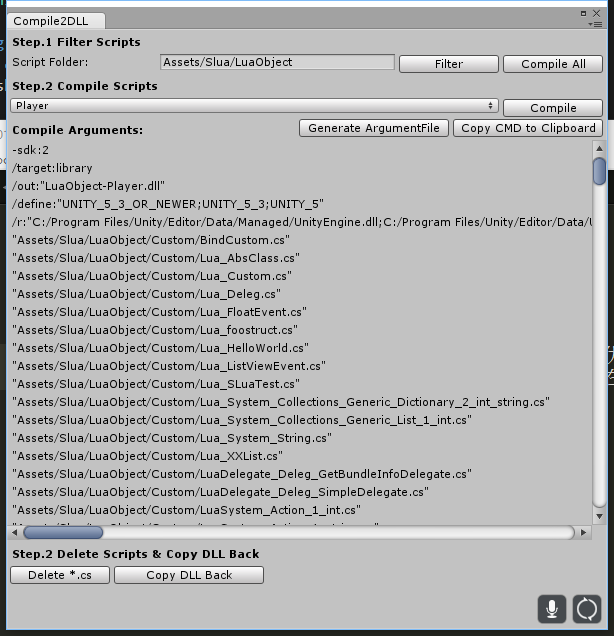 Compile2DLL
Step.1 Filter Scripts
Script Folder: Assets/Slua/LuaObject Filter Compile All
Step.2 Compile Scripts
Player Compile
Compile Arguments: Generate ArgumentFile Copy CMD to Clipboard
-sdk:2
/target:library
/out:"LuaObject-Player.dll"
/define:"UNITY_5_3_OR_NEWER;UNITY_5_3;UNITY_5"
/r:"C:/Program Files/Unity/Editor/Data/Managed/UnityEngine.dll;C:/Program Files/Unity/Editor/Data/
"Assets/Slua/LuaObject/Custom/BindCustom.cs"
"Assets/Slua/LuaObject/Custom/Lua_AbsClass.cs"
"Assets/Slua/LuaObject/Custom/Lua_Custom.cs"
"Assets/Slua/LuaObject/Custom/Lua_Deleg.cs"
"Assets/Slua/LuaObject/Custom/Lua_FloatEvent.cs"
"Assets/Slua/LuaObject/Custom/Lua_foostruct.cs"
"Assets/Slua/LuaObject/Custom/Lua_HelloWorld.cs"
"Assets/Slua/LuaObject/Custom/Lua_ListViewEvent.cs"
"Assets/Slua/LuaObject/Custom/Lua_SLuaTest.cs"
"Assets/Slua/LuaObject/Custom/Lua_System_Collections_Generic_Dictionary_2_int_string.cs"
"Assets/Slua/LuaObject/Custom/Lua_System_Collections_Generic_List_1_int.cs"
"Assets/Slua/LuaObject/Custom/Lua_System_String.cs"
"Assets/Slua/LuaObject/Custom/Lua_XXList.cs"
"Assets/Slua/LuaObject/Custom/LuaDelegate_Deleg_GetBundleInfoDelegate.cs"
"Assets/Slua/LuaObject/Custom/LuaDelegate_Deleg_SimpleDelegate.cs"
"Assets/Slua/LuaObject/Custom/LuaSystem_Action_1_int.cs"
Step.2 Delete Scripts & Copy DLL Back
Delete *.cs Copy DLL Back